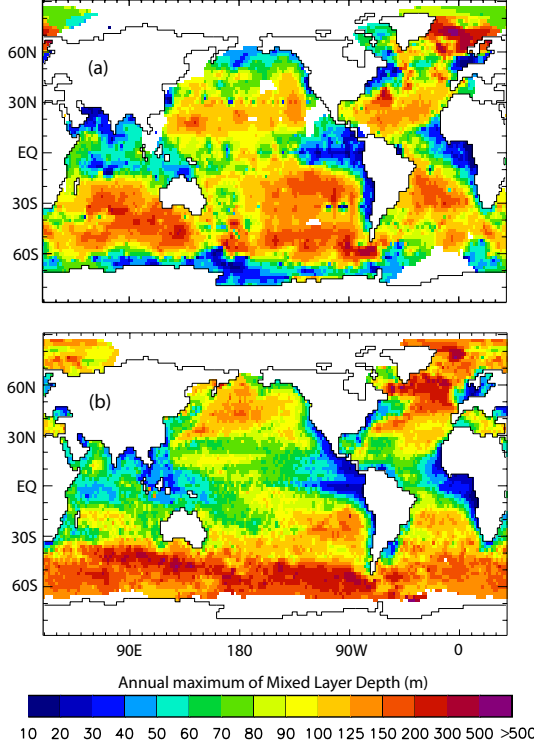 60N
(a)
30N
EQ
30S
60S
60N
(b)
30N
EQ
30S
60S
90E 180 90W 0
Annual maximum of Mixed Layer Depth (m)
10 20 30 40 50 60 70 80 90 100 125 150 200 300 500 >500